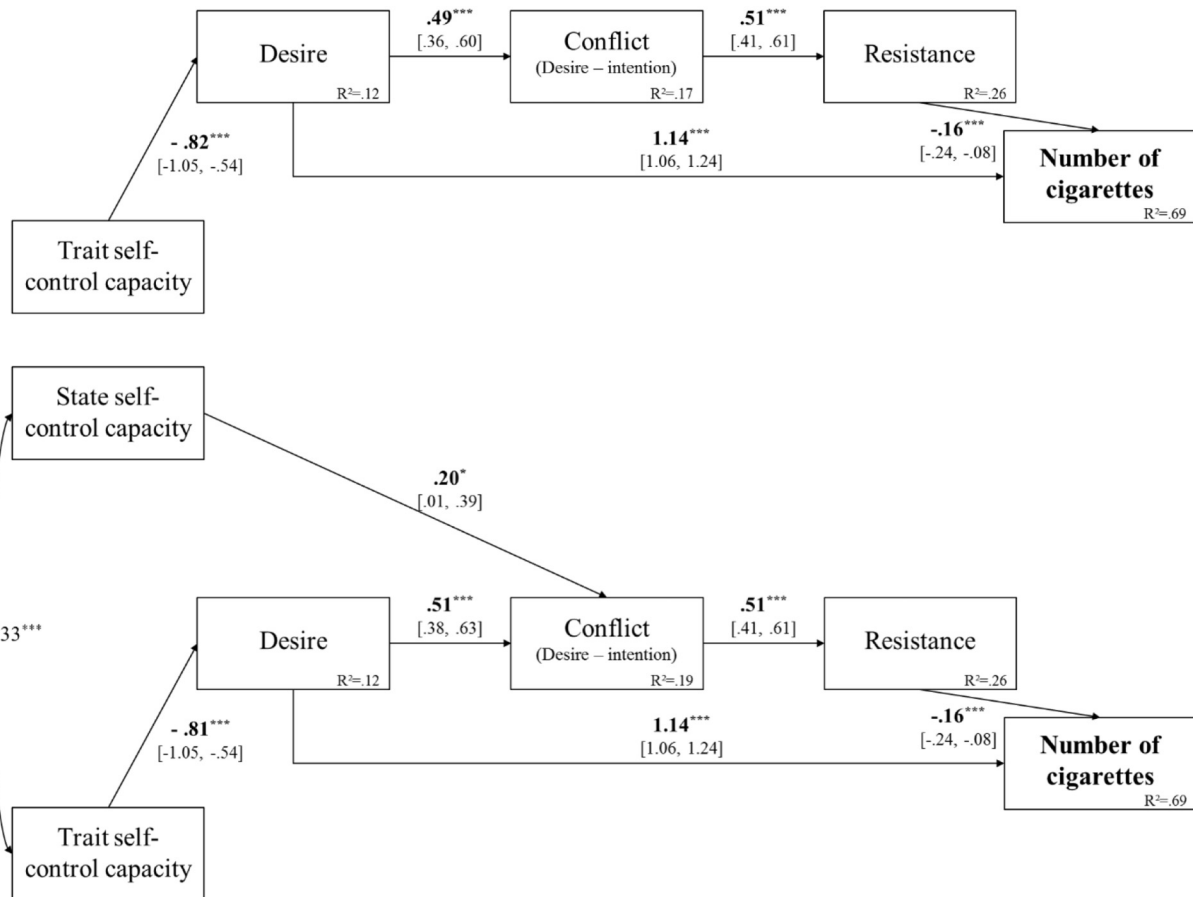 .49***
[.36, .60]
.51***
[.41, .61]
Desire
R²=.12
Conflict
(Desire – intention)
R²=.17
Resistance
R²=.26
- .82***
[-1.05, -.54]
1.14***
[1.06, 1.24]
-.16***
[-.24, -.08]
Number of
cigarettes
R²=.69
Trait self-
control capacity
State self-
control capacity
.20*
[.01, .39]
33***
.51***
[.38, .63]
.51***
[.41, .61]
Desire
R²=.12
Conflict
(Desire – intention)
R²=.19
Resistance
R²=.26
- .81***
[-1.05, -.54]
1.14***
[1.06, 1.24]
-.16***
[-.24, -.08]
Number of
cigarettes
R²=.69
Trait self-
control capacity